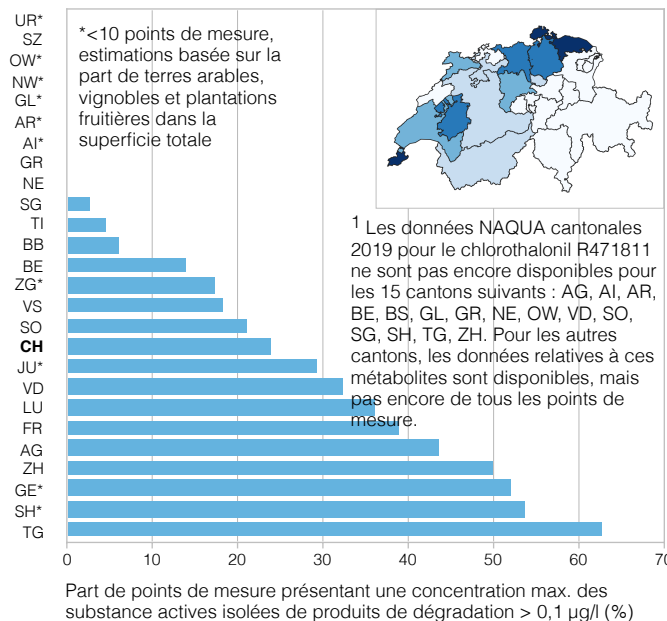 UR*
SZ
OW*
NW*
GL*
AR*
AI*
GR
NE
SG
TI
BB
BE
ZG*
VS
SO
CH
JU*
VD
LU
FR
AG
ZH
GE*
SH*
TG
*<10 points de mesure,
estimations basée sur la
part de terres arables,
vignobles et plantations
fruitières dans la
superficie totale
1 Les données NAQUA cantonales
2019 pour le chlorothalonil R471811
ne sont pas encore disponibles pour
les 15 cantons suivants : AG, AI, AR,
BE, BS, GL, GR, NE, OW, VD, SO,
SG, SH, TG, ZH. Pour les autres
cantons, les données relatives à ces
métabolites sont disponibles, mais
pas encore de tous les points de
mesure.
0 10 20 30 40 50 60 70
Part de points de mesure présentant une concentration max. des
substance actives isolées de produits de dégradation > 0,1 µg/l (%)